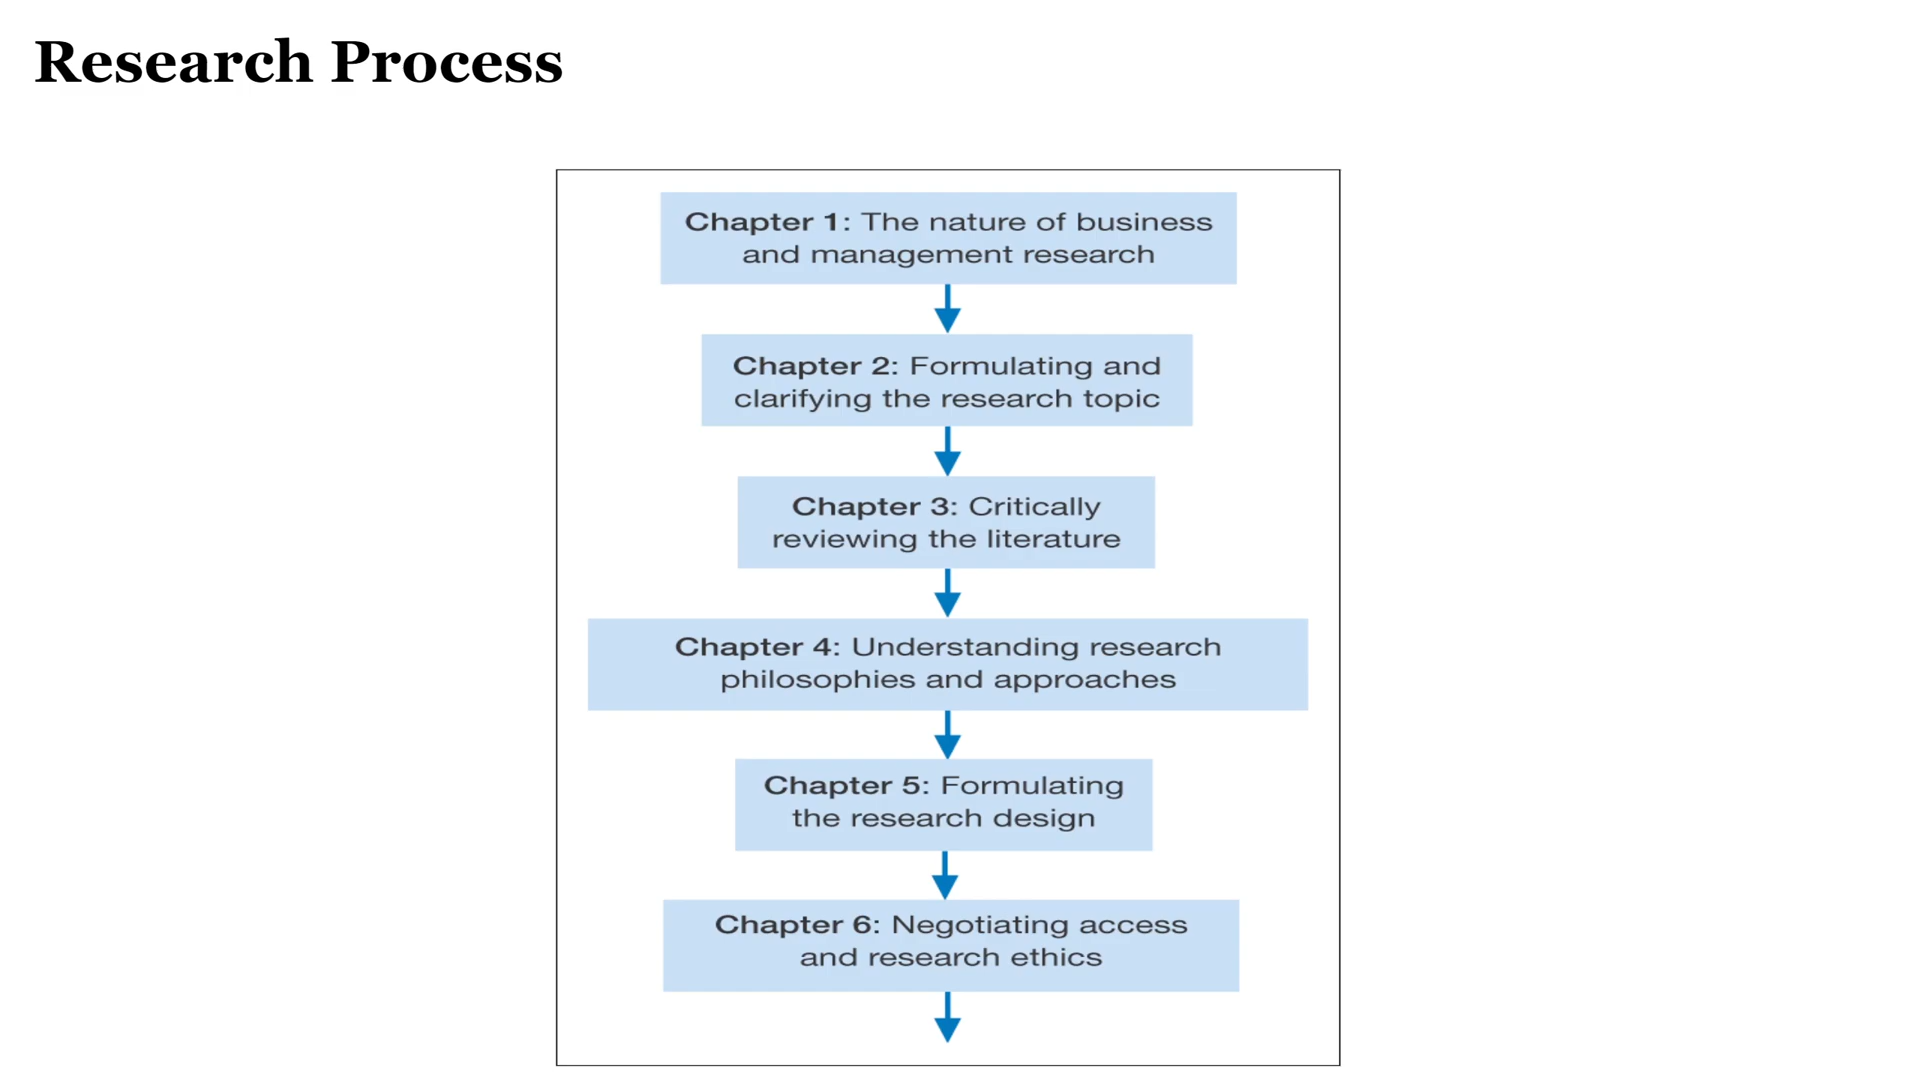 Research Process
Chapter 1: The nature of business
and management research
Chapter 2: Formulating and
clarifying the research topic
Chapter 3: Critically
reviewing the literature
Chapter 4: Understanding research
philosophies and approaches
Chapter 5: Formulating
the research design
Chapter 6: Negotiating access
and research ethics